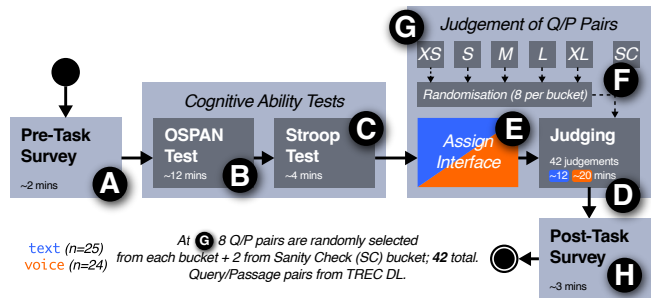 G
Judgement of Q/P Pairs
XS
S
M
L
XL
SC
F
Randomisation (8 per bucket)
Cognitive Ability Tests
Pre-Task
Survey
~2 mins
A
OSPAN
Test
~12 mins
B
Stroop
Test
~4 mins
C
Assign
Interface
E
Judging
42 judgements
~12 ~20 mins
D
text (n=25)
voice (n=24)
At G 8 Q/P pairs are randomly selected
from each bucket + 2 from Sanity Check (SC) bucket; 42 total.
Query/Passage pairs from TREC DL.
Post-Task
Survey
~3 mins
H